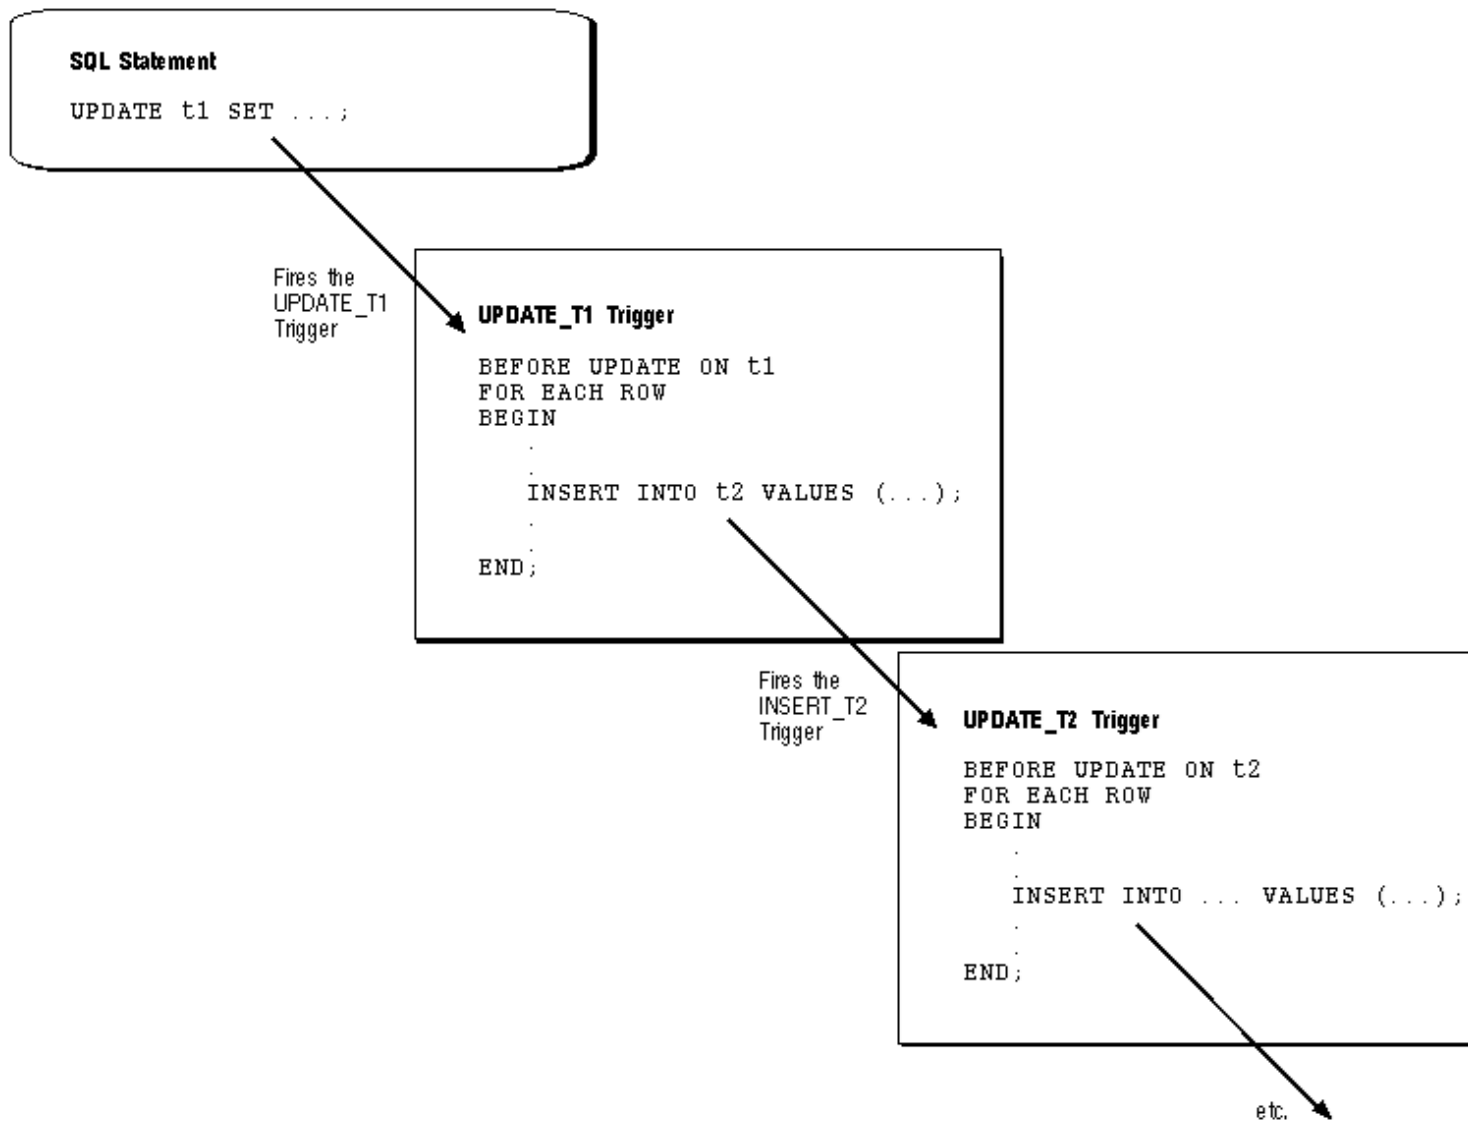 SQL Statement
UPDATE t1 SET ...;
Fires the
UPDATE_T1
Trigger
UPDATE_T1 Trigger
BEFORE UPDATE ON t1
FOR EACH ROW
BEGIN
.
.
INSERT INTO t2 VALUES (...);
.
.
END;
Fires the
INSERT_T2
Trigger
UPDATE_T2 Trigger
BEFORE UPDATE ON t2
FOR EACH ROW
BEGIN
.
.
INSERT INTO ... VALUES (...);
.
.
END;
etc.